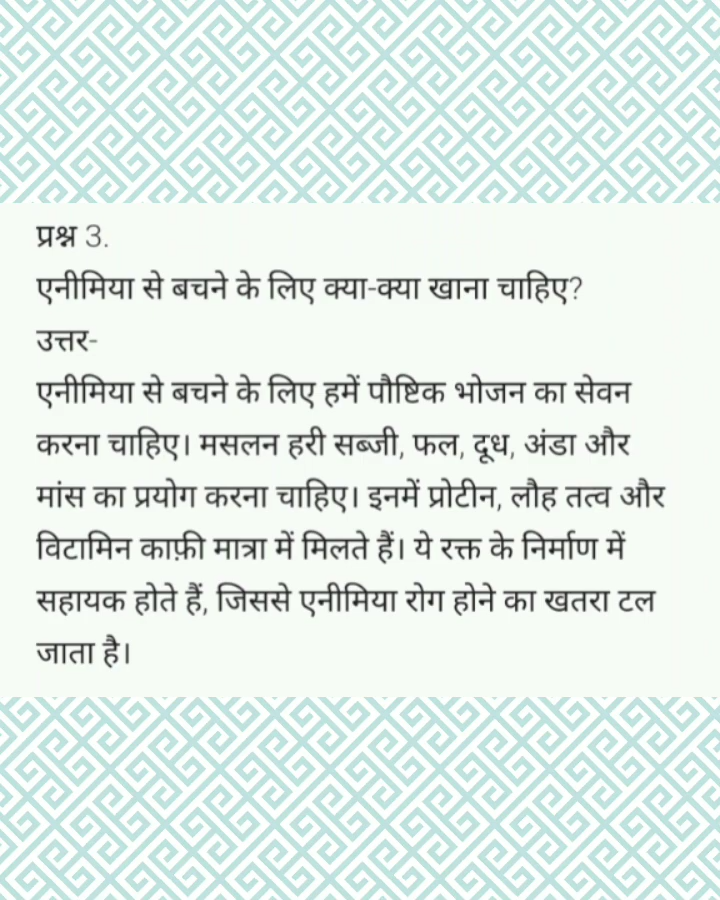 प्रश्न 3.
एनीमिया से बचने के लिए क्या-क्या खाना चाहिए?
उत्तर-
एनीमिया से बचने के लिए हमें पौष्टिक भोजन का सेवन
करना चाहिए। मसलन हरी सब्जी, फल, दूध, अंडा और
मांस का प्रयोग करना चाहिए। इनमें प्रोटीन, लौह तत्व और
विटामिन काफ़ी मात्रा में मिलते हैं। ये रक्त के निर्माण में
सहायक होते हैं, जिससे एनीमिया रोग होने का खतरा टल
जाता है।